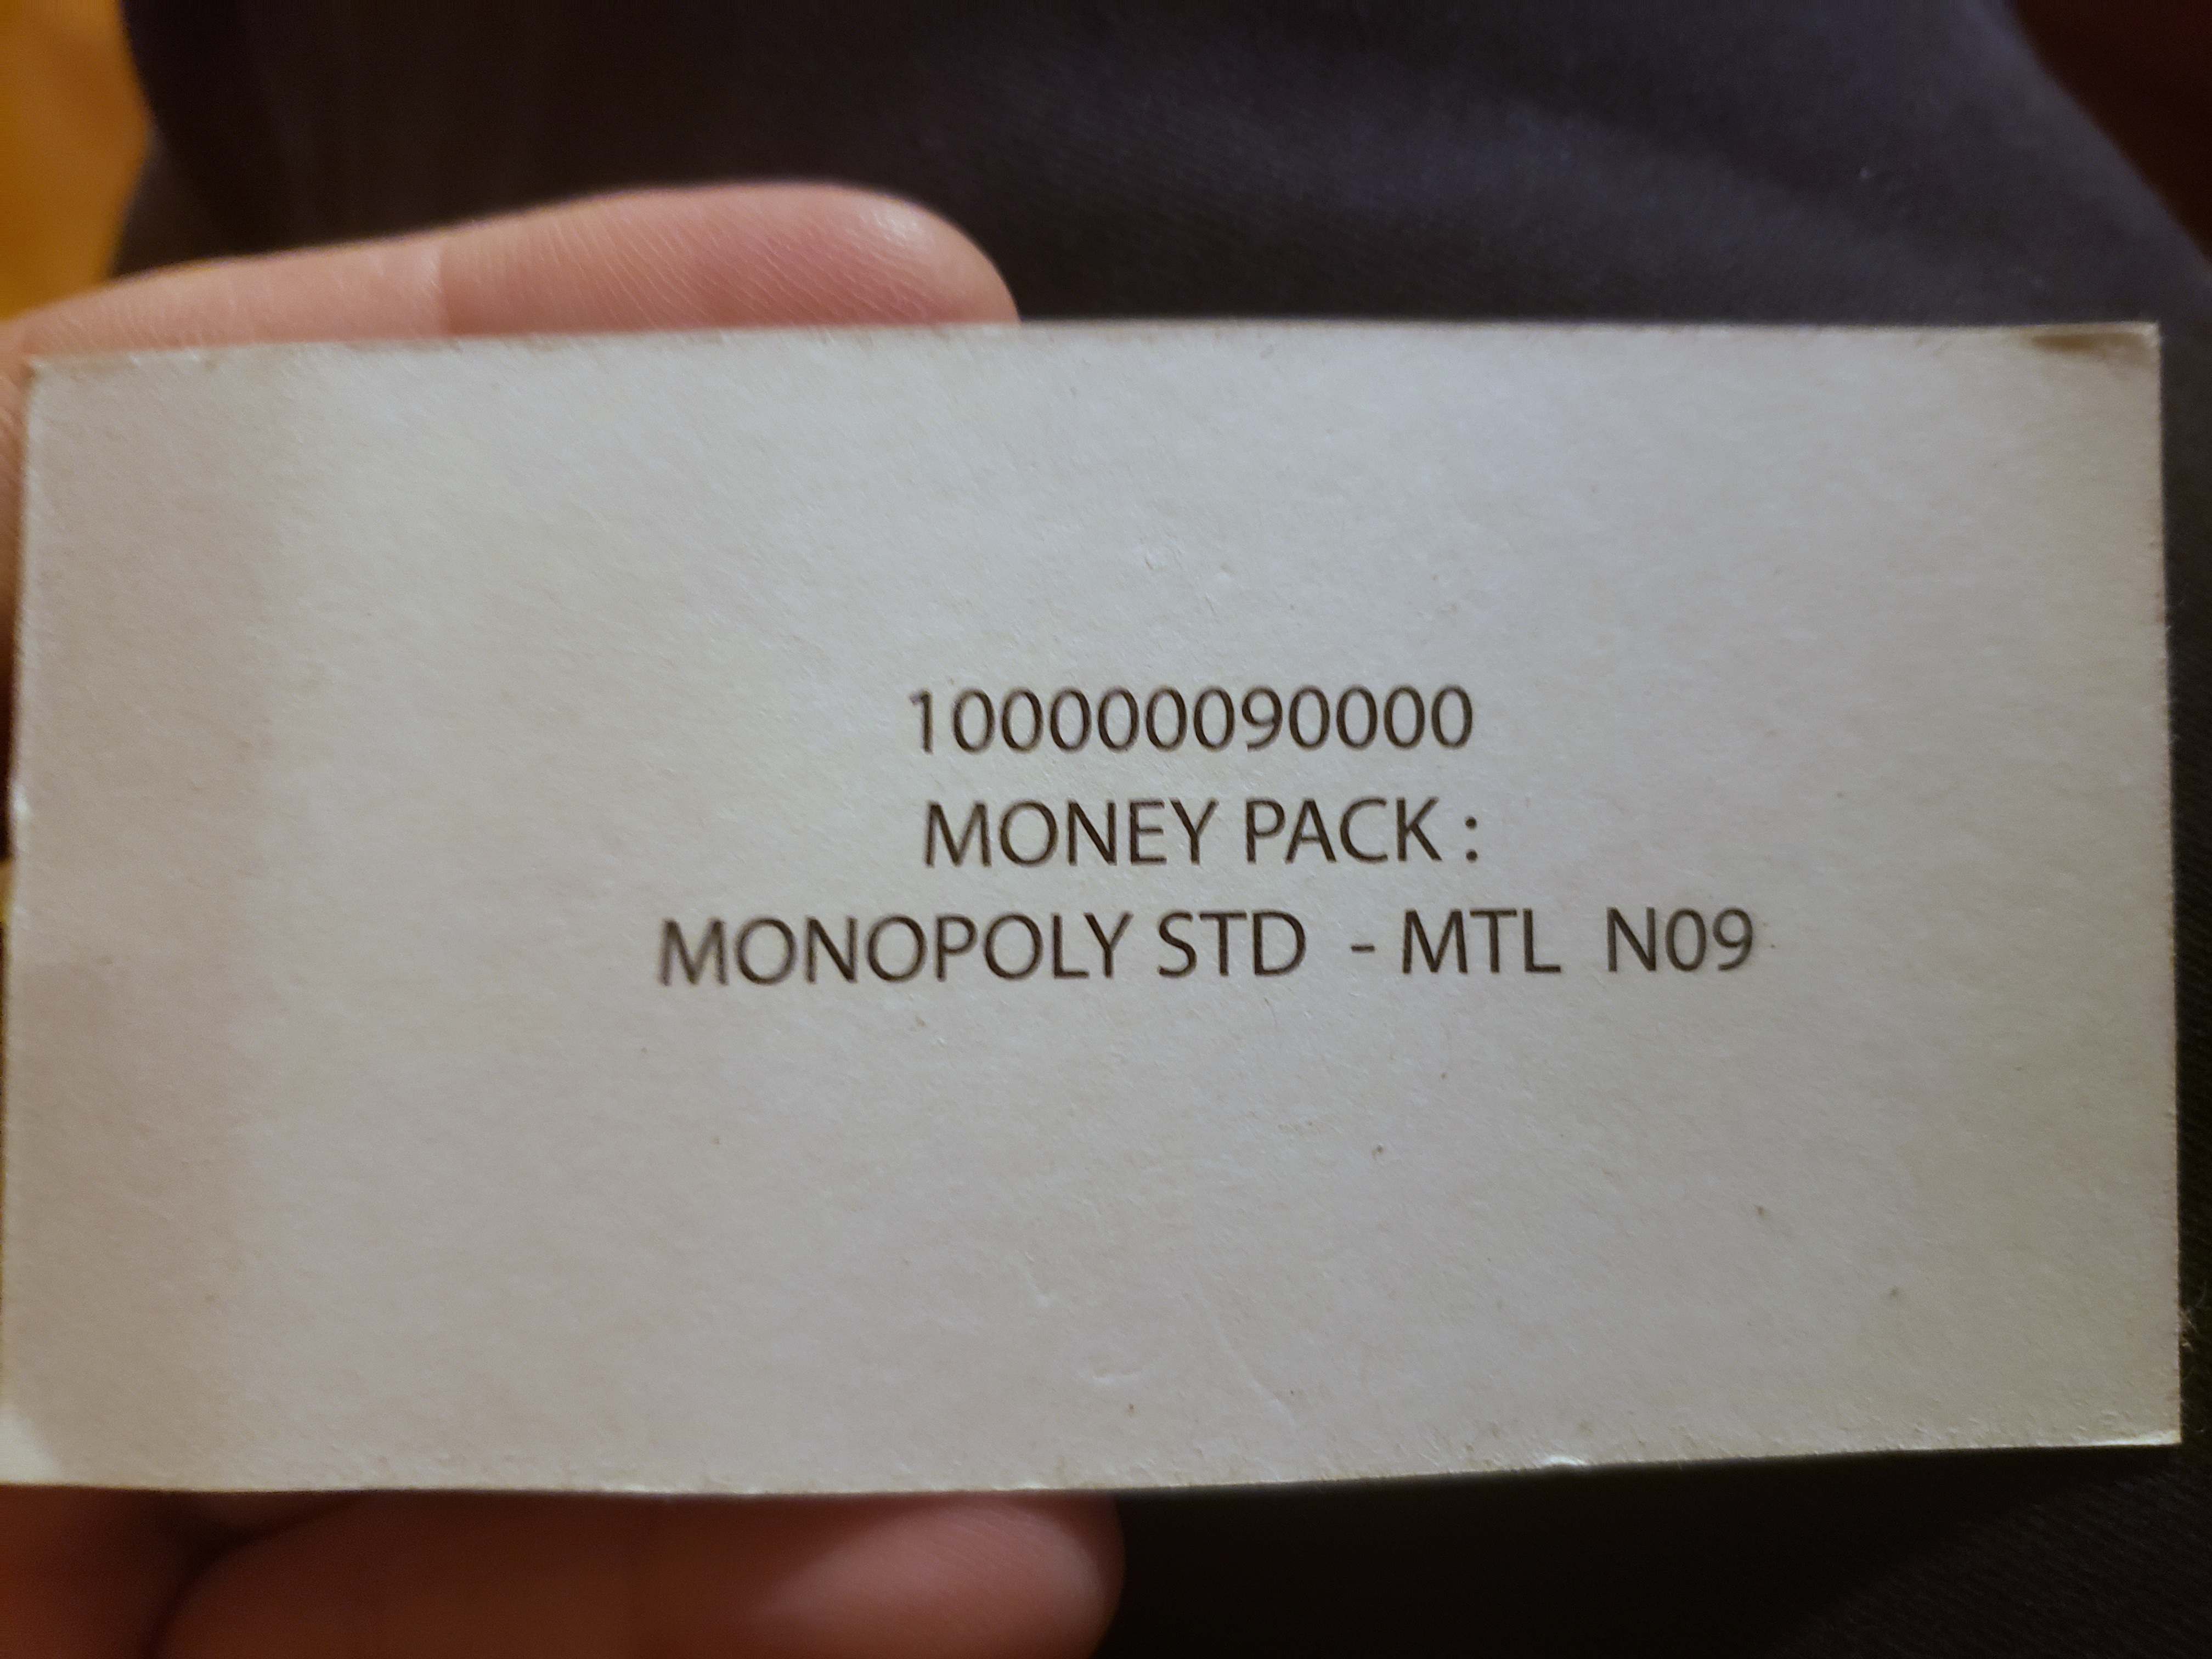 100000090000
MONEY PACK :
MONOPOLY STD - MTL N09